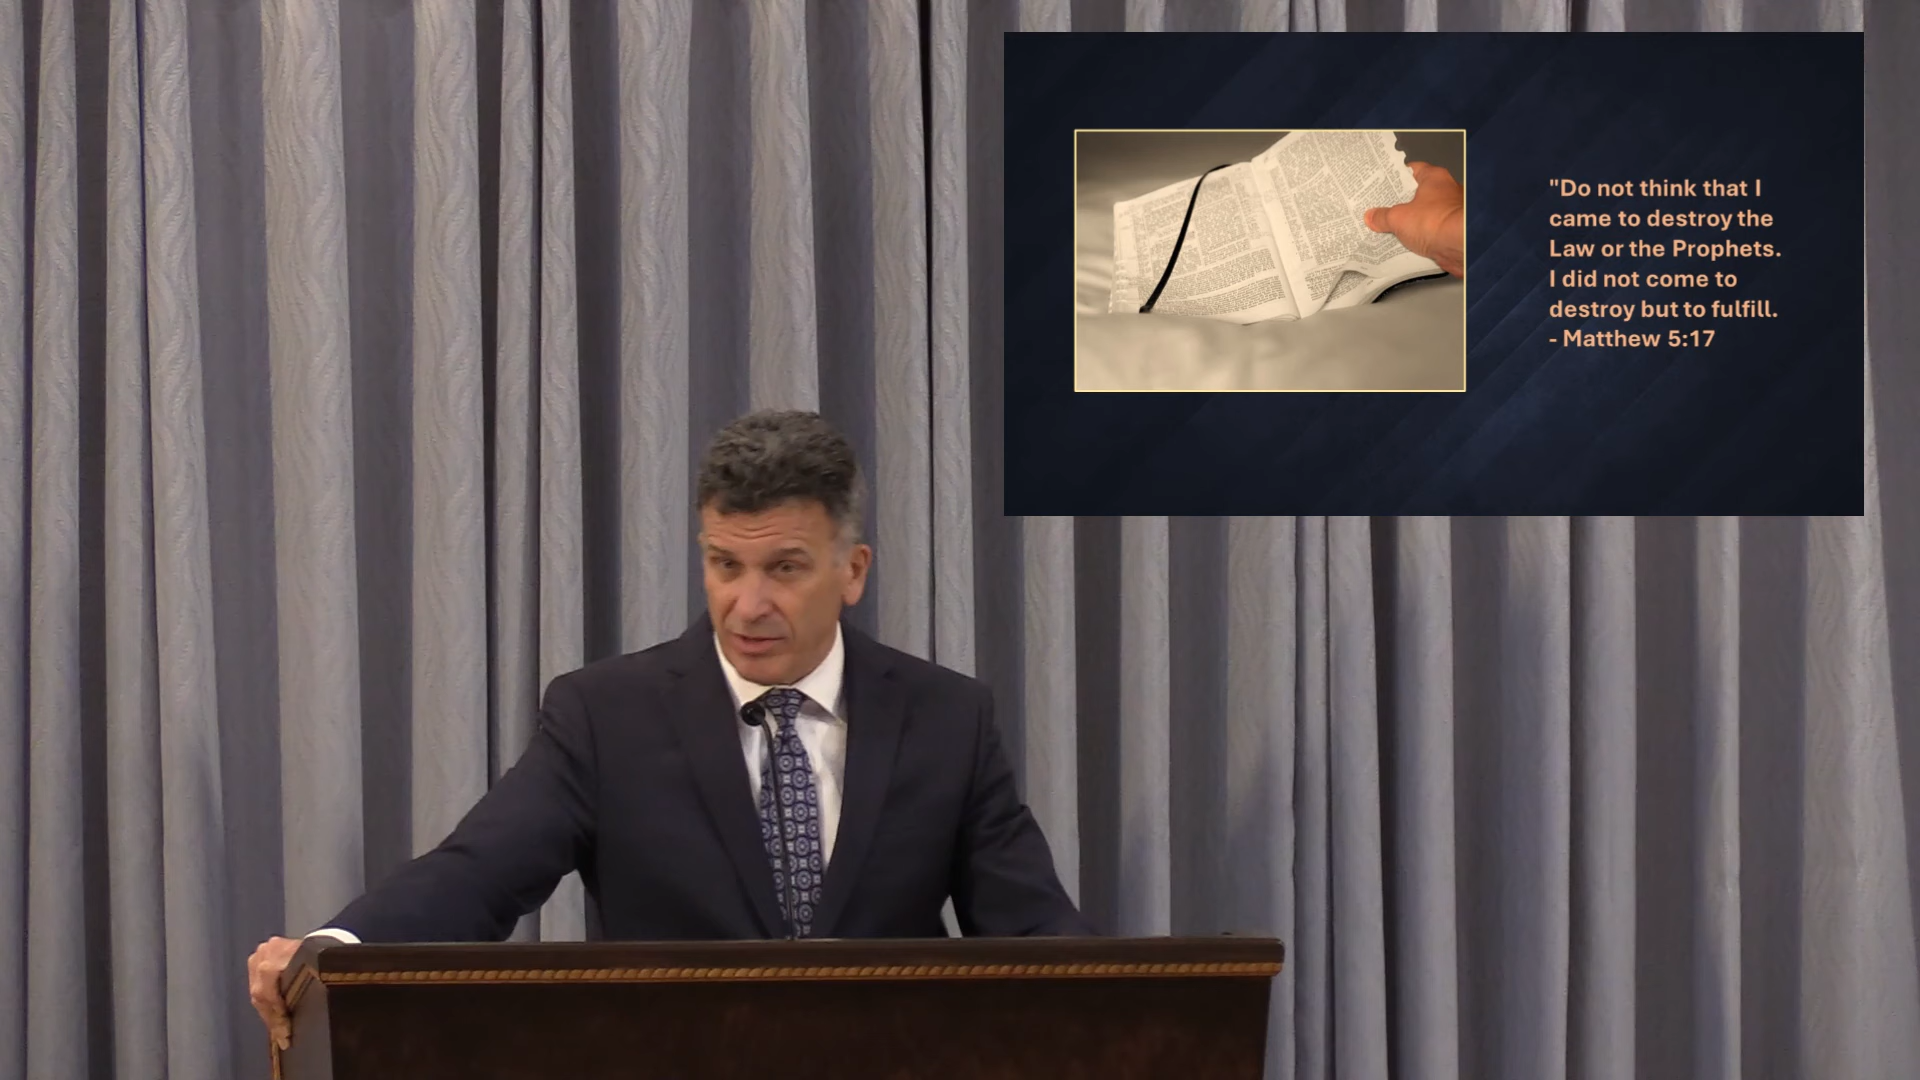 "Do not think that I
came to destroy the
Law or the Prophets.
I did not come to
destroy but to fulfill.
- Matthew 5:17